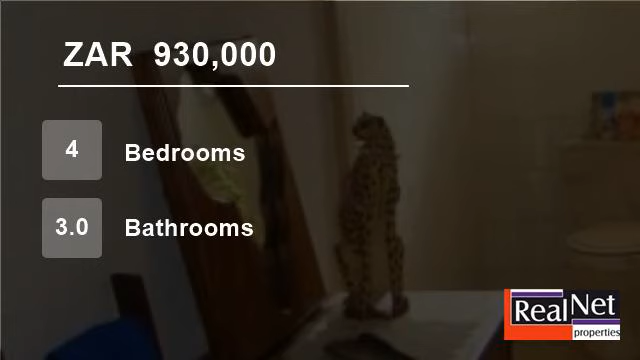 ZAR 930,000
4 Bedrooms
3.0 Bathrooms
RealNet
properties